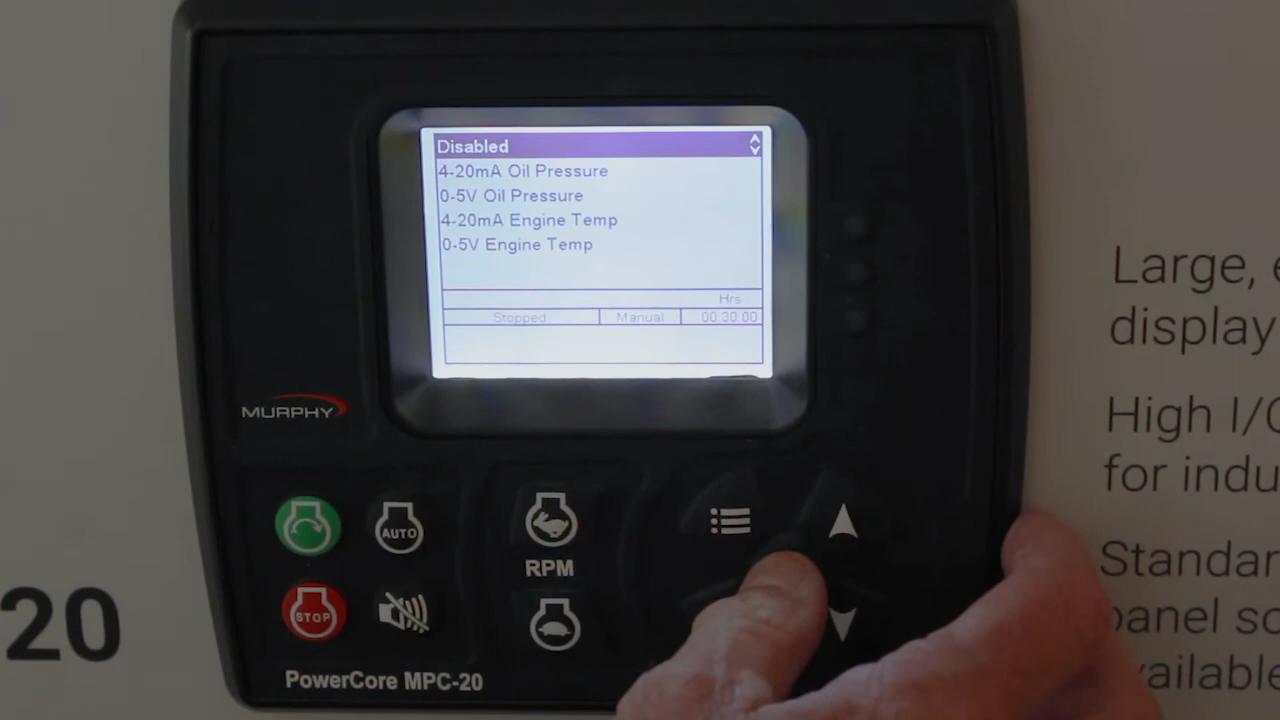 Disabled
4-20mA Oil Pressure
0-5V Oil Pressure
4-20mA Engine Temp
0-5V Engine Temp
Hrs
Stopped Manual 00:30:00
MURPHY
AUTO
RPM
STOP
PowerCore MPC-20
20
Large, e
display
High I/O
for indu
Standar
panel so
vailable